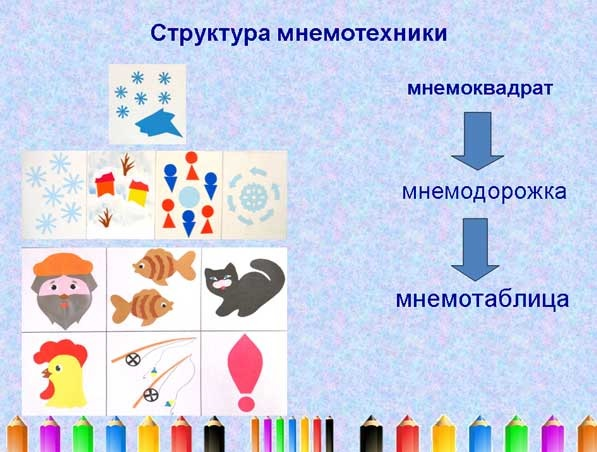 Структура мнемотехники
мнемоквадрат
мнемодорожка
мнемотаблица